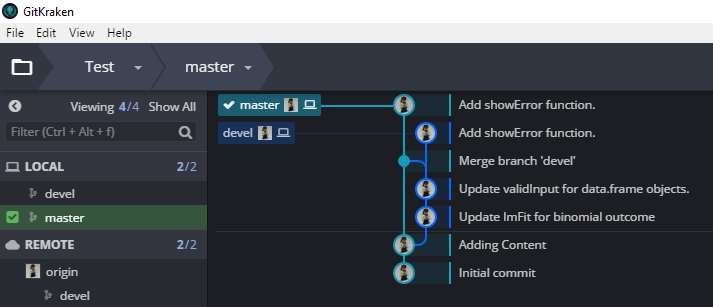 GitKraken
File Edit View Help
Test master
Viewing 4/4 Show All
Filter (Ctrl + Alt + f)
LOCAL 2/2
devel
master
REMOTE 2/2
origin
devel
master Add showError function.
devel Add showError function.
Merge branch 'devel'
Update validInput for data.frame objects.
Update lmFit for binomial outcome
Adding Content
Initial commit